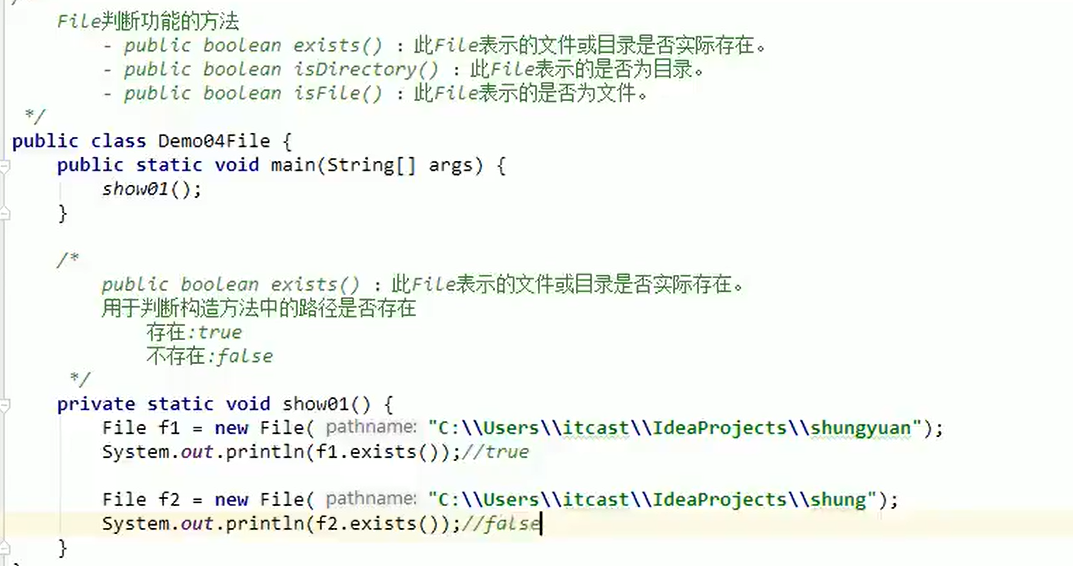 File判断功能的方法
- public boolean exists() ：此File表示的文件或目录是否实际存在。
- public boolean isDirectory() ：此File表示的是否为目录。
- public boolean isFile() ：此File表示的是否为文件。
*/
public class Demo04File {
public static void main(String[] args) {
show01();
}
/*
public boolean exists() ：此File表示的文件或目录是否实际存在。
用于判断构造方法中的路径是否存在
存在:true
不存在:false
*/
private static void show01() {
File f1 = new File( pathname: "C:\\Users\\itcast\\IdeaProjects\\shungyuan");
System.out.println(f1.exists());//true
File f2 = new File( pathname: "C:\\Users\\itcast\\IdeaProjects\\shung");
System.out.println(f2.exists());//false
}